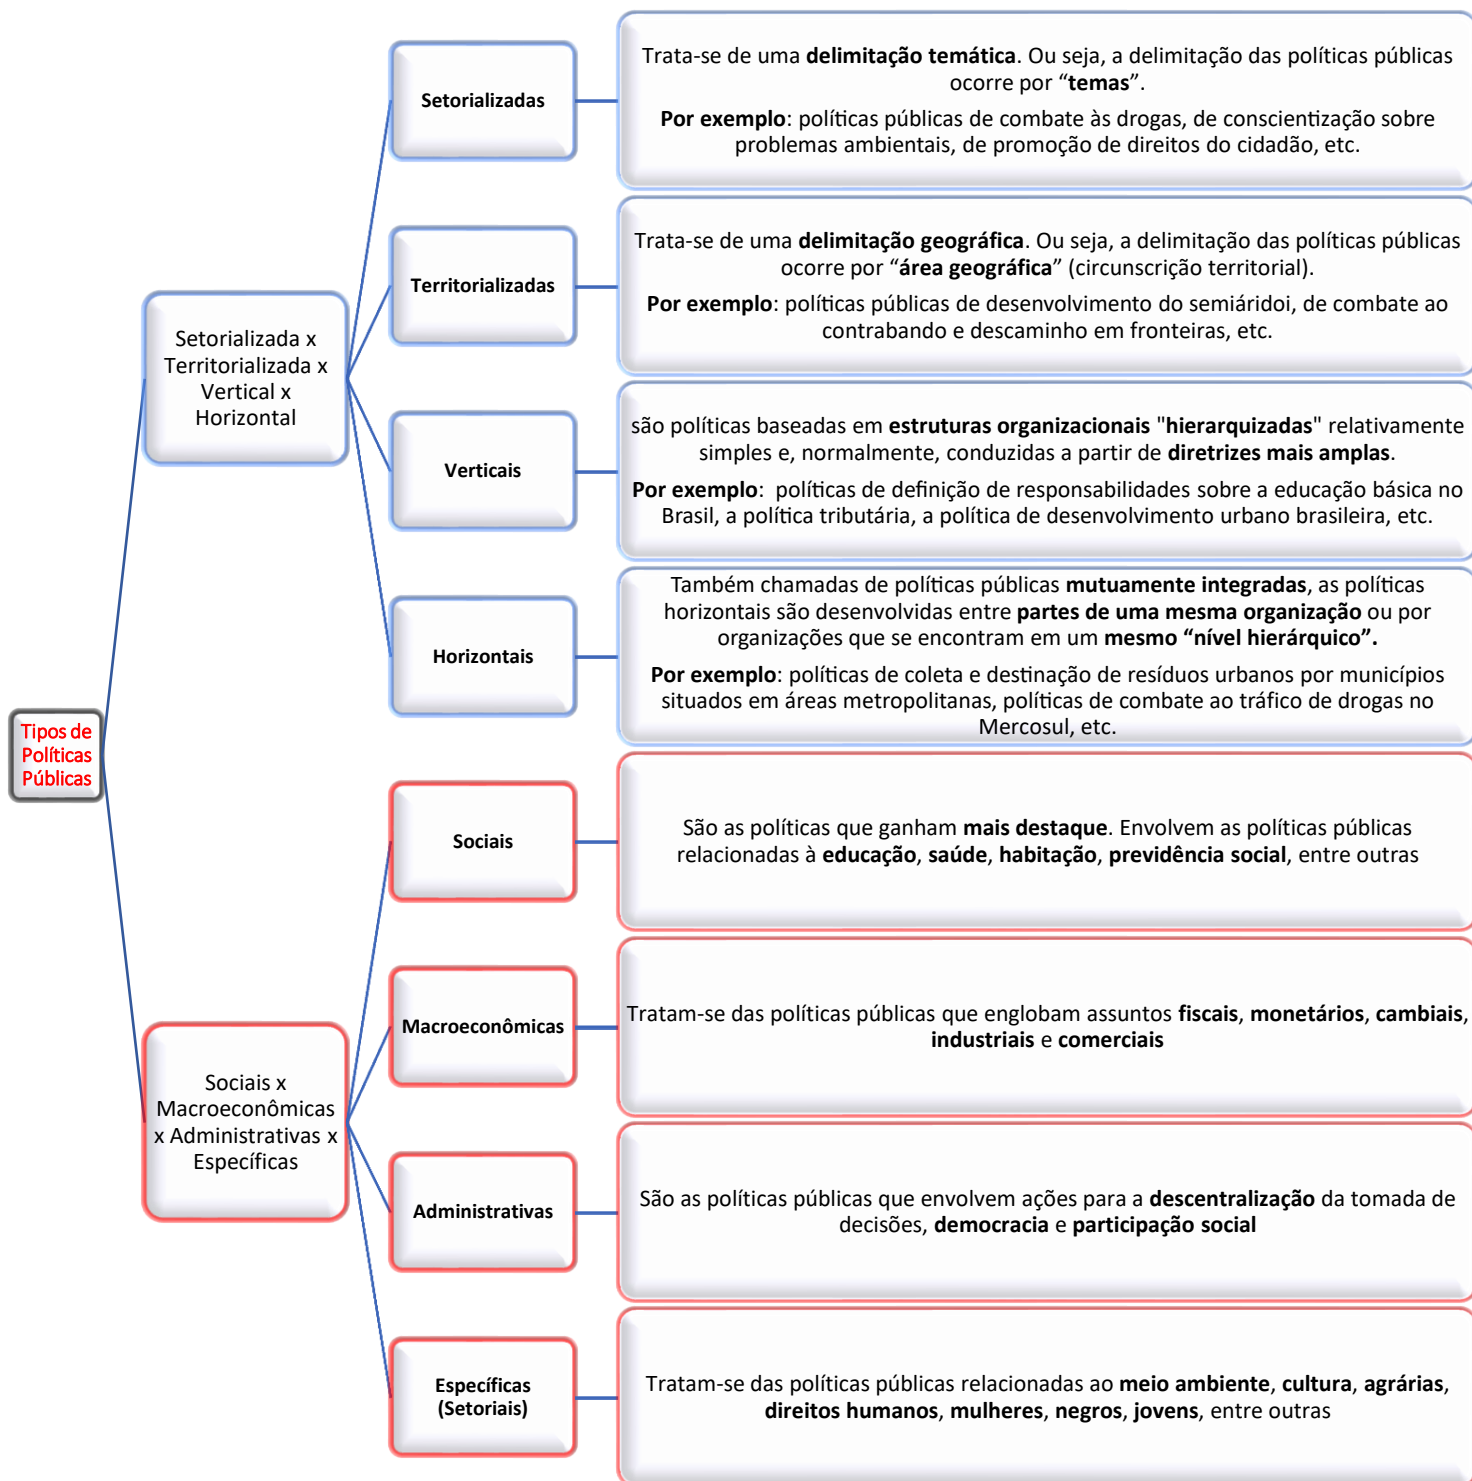 Tipos de
Políticas
Públicas
Setorializada x
Territorializada x
Vertical x
Horizontal
Setorializadas
Trata-se de uma delimitação temática. Ou seja, a delimitação das políticas públicas
ocorre por “temas”.
Por exemplo: políticas públicas de combate às drogas, de conscientização sobre
problemas ambientais, de promoção de direitos do cidadão, etc.
Territorializadas
Trata-se de uma delimitação geográfica. Ou seja, a delimitação das políticas públicas
ocorre por “área geográfica” (circunscrição territorial).
Por exemplo: políticas públicas de desenvolvimento do semiáridoi, de combate ao
contrabando e descaminho em fronteiras, etc.
Verticais
são políticas baseadas em estruturas organizacionais "hierarquizadas" relativamente
simples e, normalmente, conduzidas a partir de diretrizes mais amplas.
Por exemplo: políticas de definição de responsabilidades sobre a educação básica no
Brasil, a política tributária, a política de desenvolvimento urbano brasileira, etc.
Horizontais
Também chamadas de políticas públicas mutuamente integradas, as políticas
horizontais são desenvolvidas entre partes de uma mesma organização ou por
organizações que se encontram em um mesmo “nível hierárquico”.
Por exemplo: políticas de coleta e destinação de resíduos urbanos por municípios
situados em áreas metropolitanas, políticas de combate ao tráfico de drogas no
Mercosul, etc.
Sociais x
Macroeconômicas
x Administrativas x
Específicas
Sociais
São as políticas que ganham mais destaque. Envolvem as políticas públicas
relacionadas à educação, saúde, habitação, previdência social, entre outras
Macroeconômicas
Tratam-se das políticas públicas que englobam assuntos fiscais, monetários, cambiais,
industriais e comerciais
Administrativas
São as políticas públicas que envolvem ações para a descentralização da tomada de
decisões, democracia e participação social
Específicas
(Setoriais)
Tratam-se das políticas públicas relacionadas ao meio ambiente, cultura, agrárias,
direitos humanos, mulheres, negros, jovens, entre outras